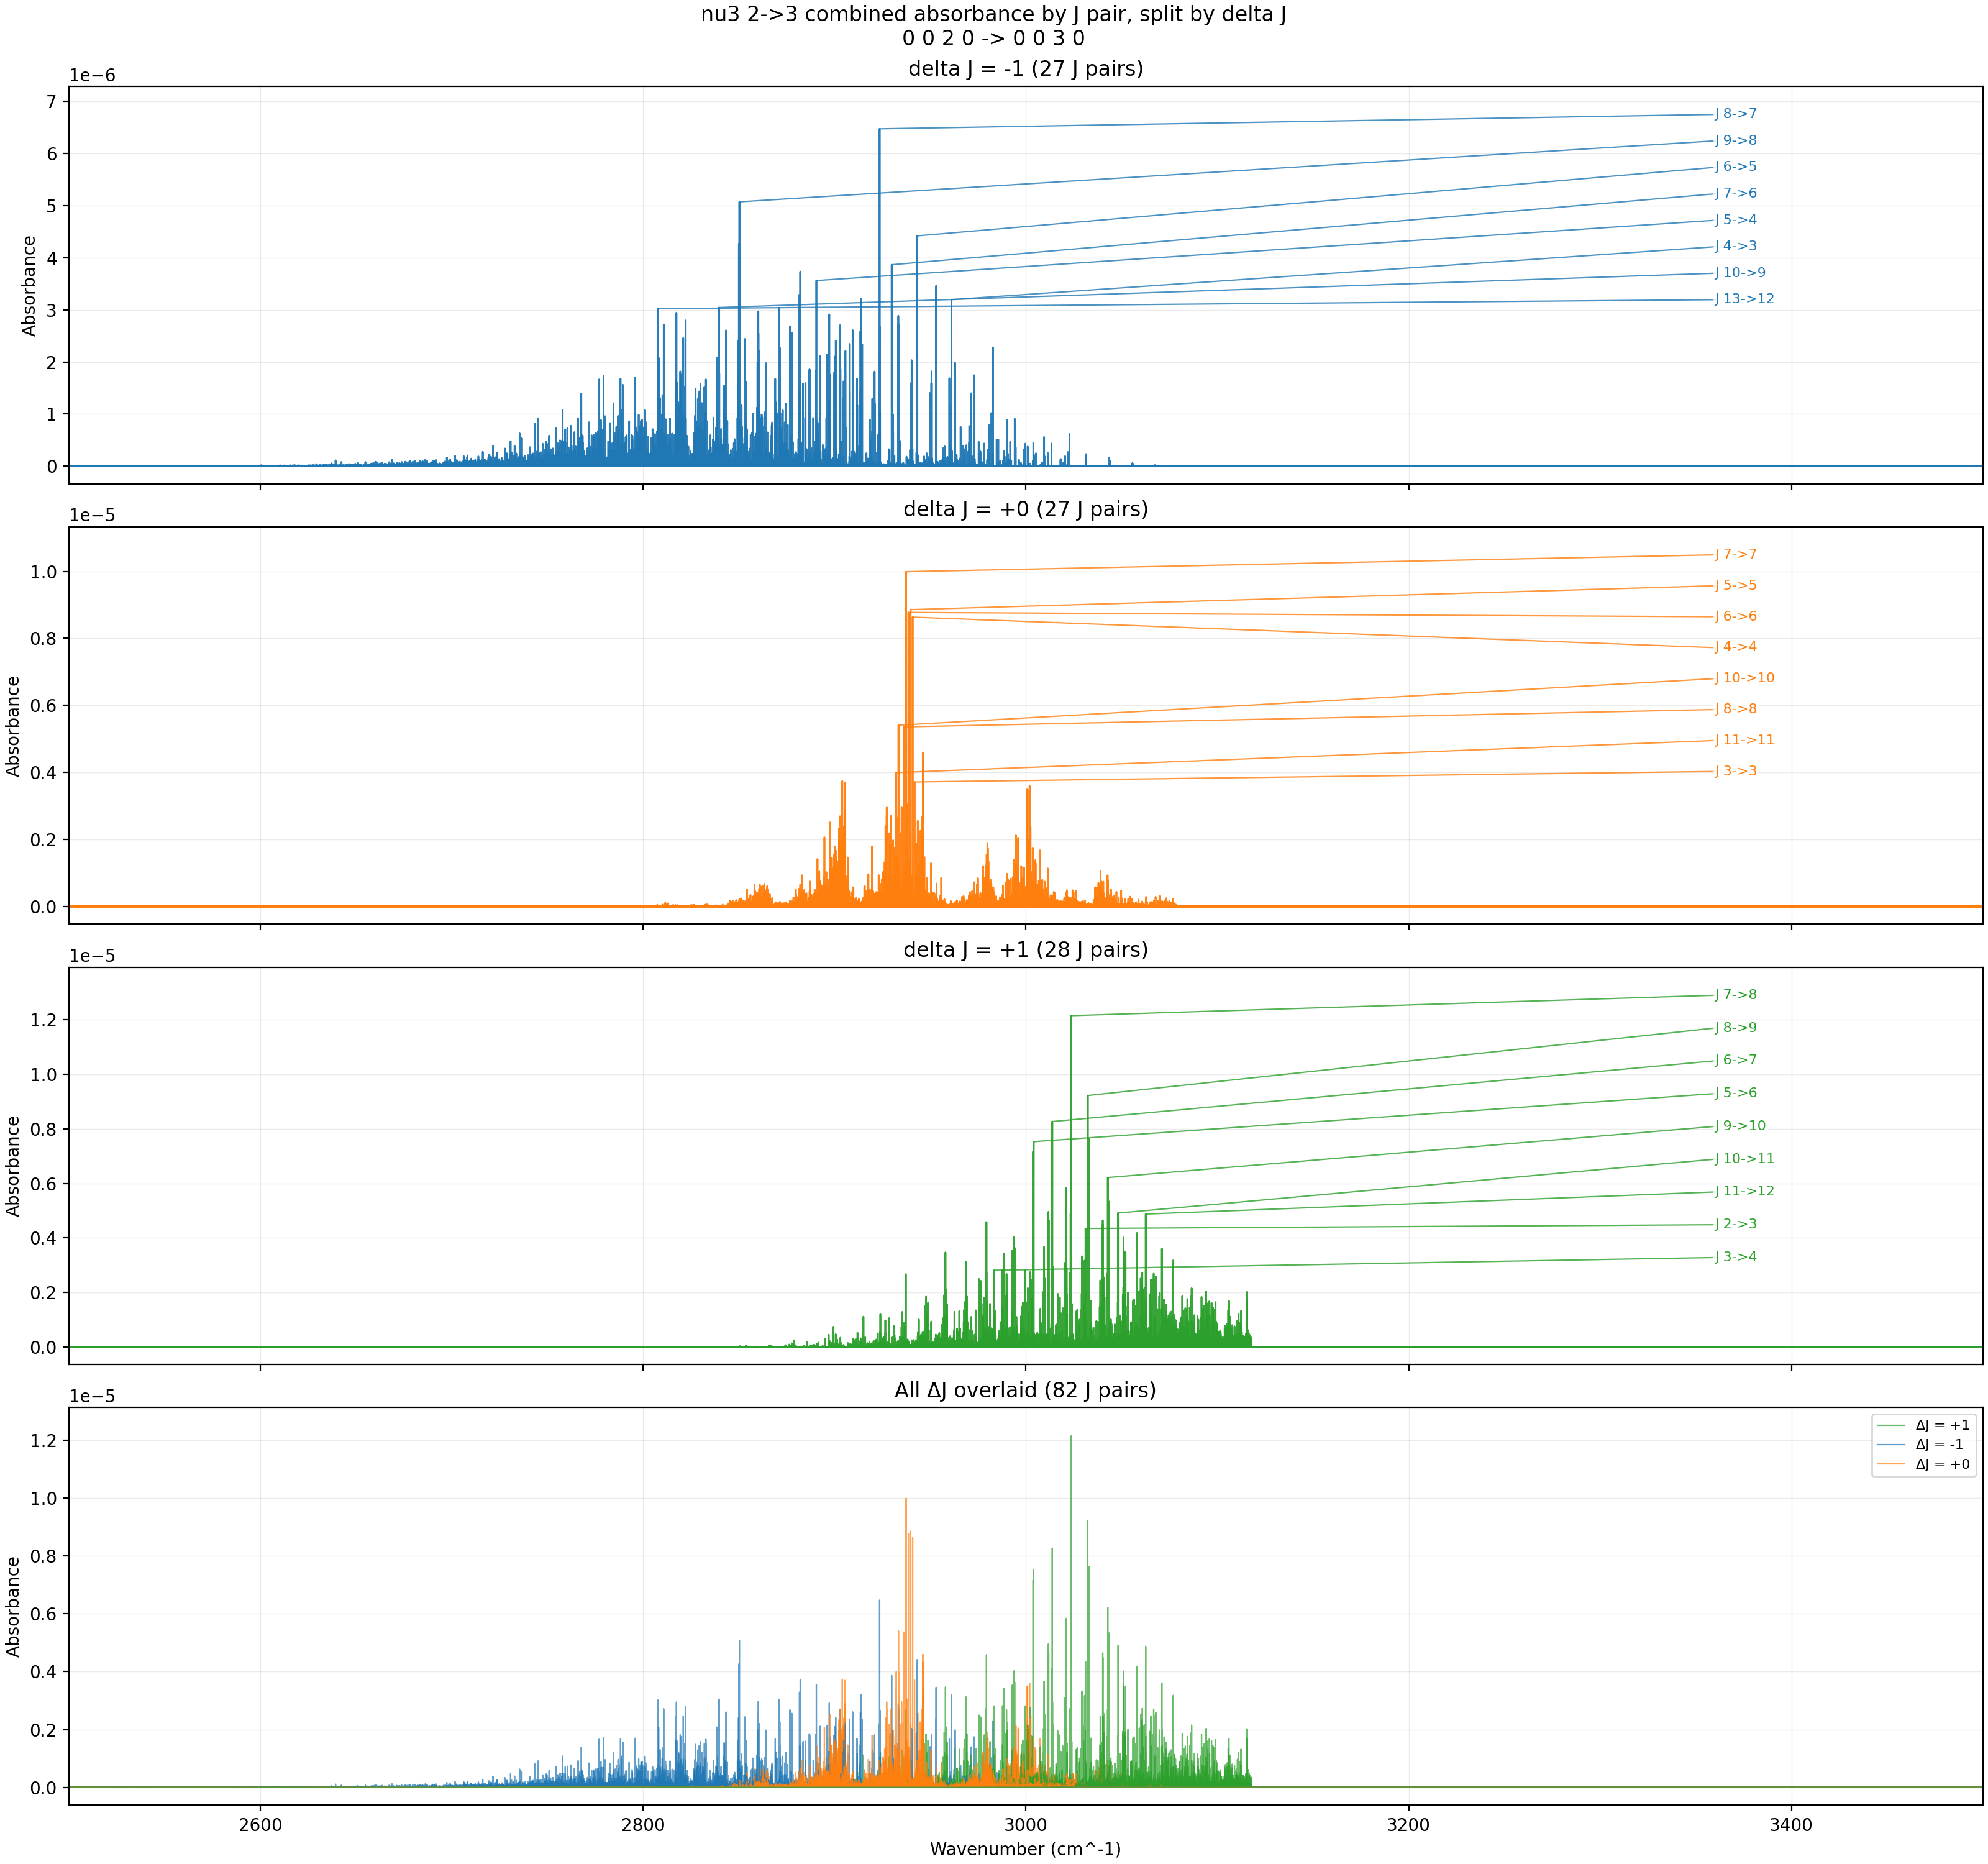 nu3 2->3 combined absorbance by J pair, split by delta J
0 0 2 0 -> 0 0 3 0
delta J = -1 (27 J pairs)
1e−6
7
6
5
4
3
2
1
0
Absorbance
J 8->7
J 9->8
J 6->5
J 7->6
J 5->4
J 4->3
J 10->9
J 13->12
delta J = +0 (27 J pairs)
1e−5
1.0
0.8
0.6
0.4
0.2
0.0
Absorbance
J 7->7
J 5->5
J 6->6
J 4->4
J 10->10
J 8->8
J 11->11
J 3->3
delta J = +1 (28 J pairs)
1e−5
1.2
1.0
0.8
0.6
0.4
0.2
0.0
Absorbance
J 7->8
J 8->9
J 6->7
J 5->6
J 9->10
J 10->11
J 11->12
J 2->3
J 3->4
All ΔJ overlaid (82 J pairs)
1e−5
1.2
1.0
0.8
0.6
0.4
0.2
0.0
Absorbance
ΔJ = +1
ΔJ = -1
ΔJ = +0
2600 2800 3000 3200 3400
Wavenumber (cm^-1)